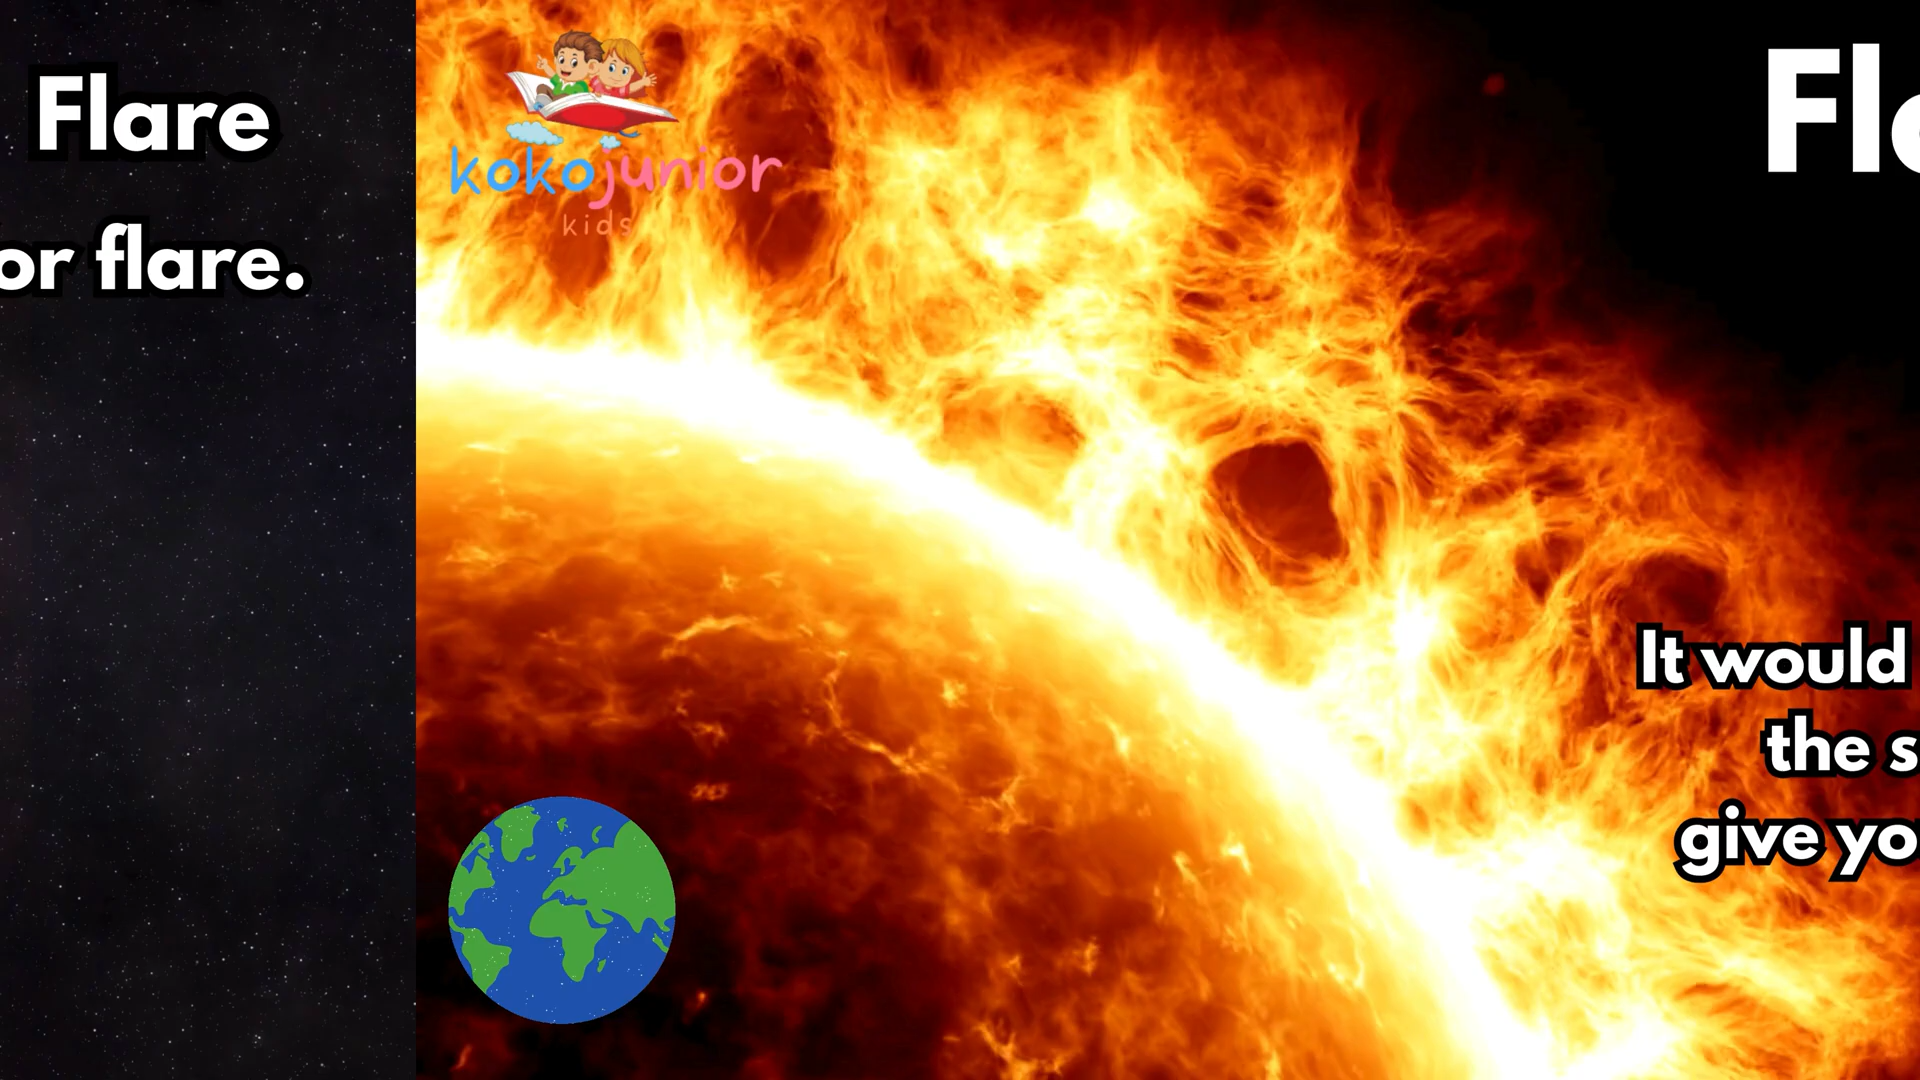 Flare
or flare.
kokojunior
kids
Fl
It would
the s
give yo